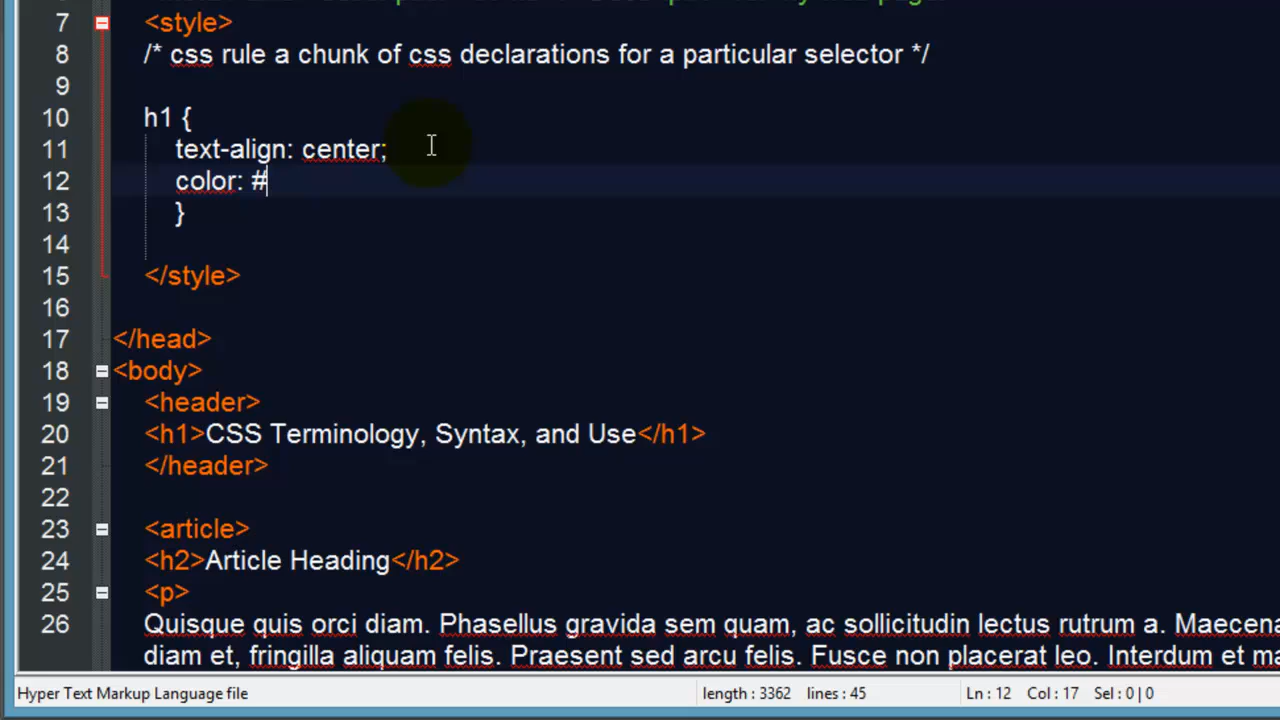 7 <style>
8 /* css rule a chunk of css declarations for a particular selector */
9
10 h1 {
11 text-align: center;
12 color: #
13 }
14
15 </style>
16
17 </head>
18 <body>
19 <header>
20 <h1>CSS Terminology, Syntax, and Use</h1>
21 </header>
22
23 <article>
24 <h2>Article Heading</h2>
25 <p>
26 Quisque quis orci diam. Phasellus gravida sem quam, ac sollicitudin lectus rutrum a.
diam et, fringilla aliquam felis. Praesent sed arcu felis. Fusce non placerat leo. Interdum et
Hyper Text Markup Language file length : 3362 lines : 45 Ln : 12 Col : 17 Sel : 0 | 0